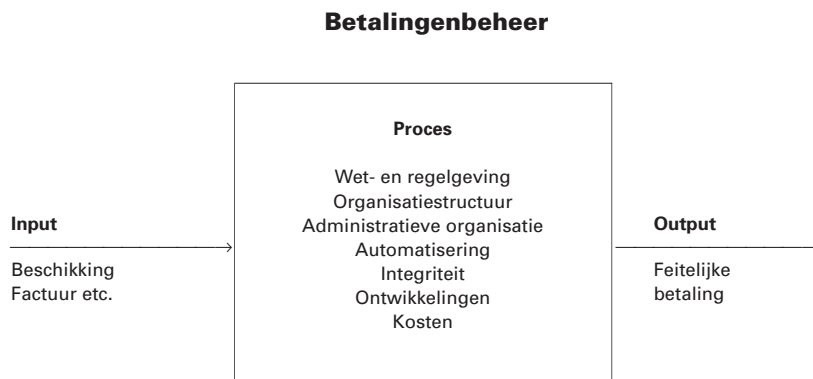 Betalingenbeheer
Proces
Wet- en regelgeving
Organisatiestructuur
Administratieve organisatie
Automatisering
Integriteit
Ontwikkelingen
Kosten
Input
Beschikking
Factuur etc.
Output
Feitelijke
betaling